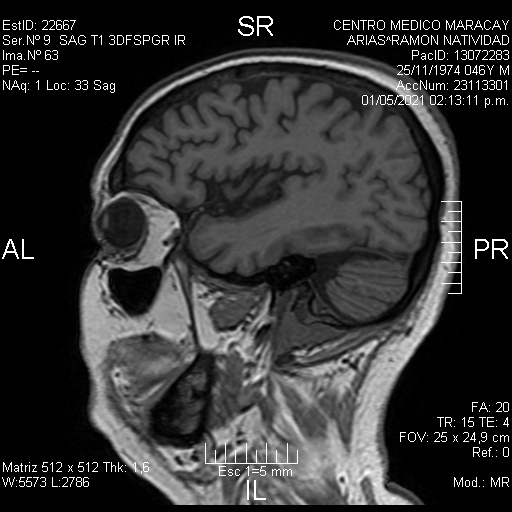 EstID: 22667
Ser.Nº 9 SAG T1 3DFSPGR IR
Ima.Nº 63
PE= --
NAq: 1 Loc: 33 Sag
SR
CENTRO MEDICO MARACAY
ARIAS^RAMON NATIVIDAD
PacID: 13072283
25/11/1974 046Y M
AccNum: 23113301
01/05/2021 02:13:11 p.m.
AL
PR
FA: 20
TR: 15 TE: 4
FOV: 25 x 24,9 cm
Ref.: 0
Matriz 512 x 512 Thk: 1,6
W:5573 L:2786
Esc.1=5 mm
IL
Mod.: MR